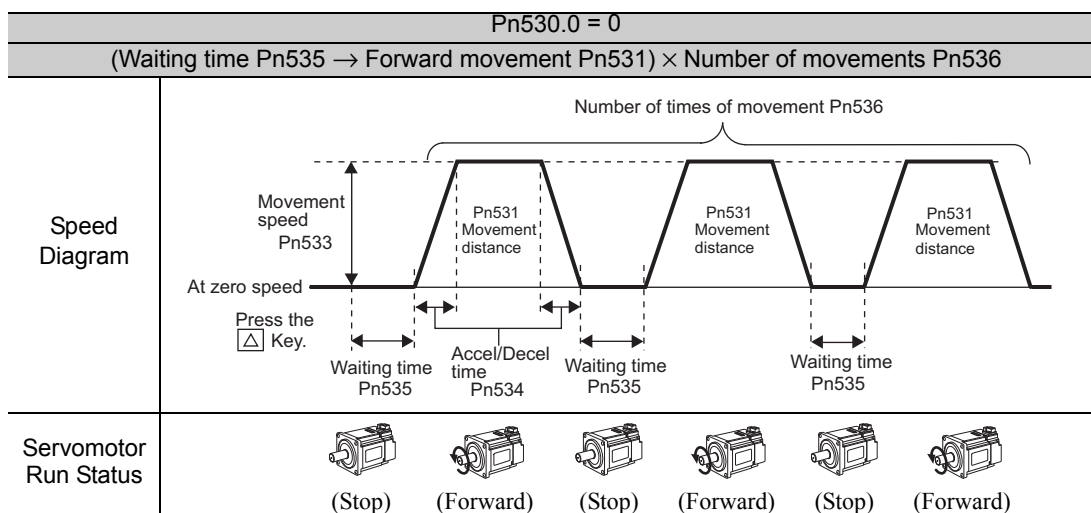 Pn530.0 = 0
(Waiting time Pn535 → Forward movement Pn531) × Number of movements Pn536
Speed
Diagram
Number of times of movement Pn536
Movement
speed
Pn533
Pn531
Movement
distance
Pn531
Movement
distance
Pn531
Movement
distance
At zero speed
Press the
△ Key.
Waiting time
Pn535
Accel/Decel
time
Pn534
Waiting time
Pn535
Waiting time
Pn535
Servomotor
Run Status
(Stop) (Forward) (Stop) (Forward) (Stop) (Forward)